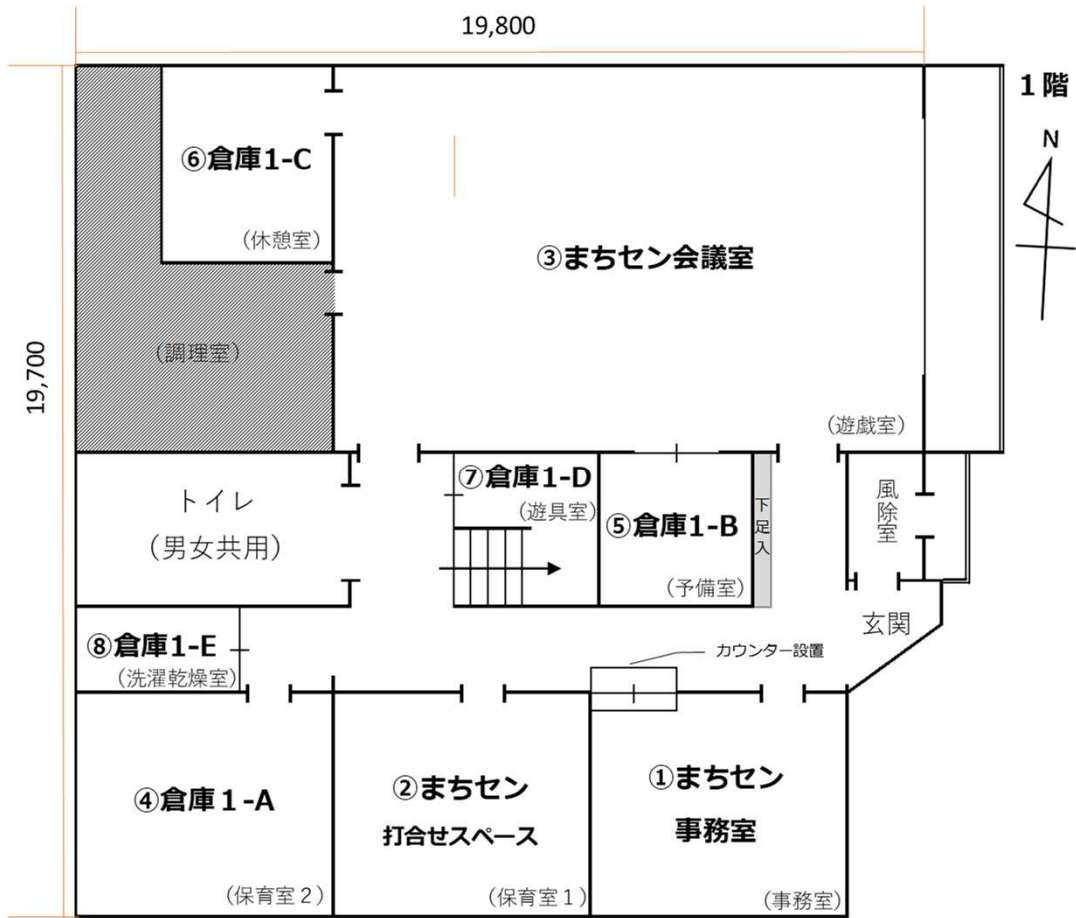 19,800
1階
N
⑥倉庫1-C
(休憩室)
③まちセン会議室
19,700
(調理室)
(遊戯室)
⑦倉庫1-D
(遊具室)
⑤倉庫1-B
(予備室)
下足入
風除室
トイレ
(男女共用)
玄関
⑧倉庫1-E
(洗濯乾燥室)
カウンター設置
④倉庫1-A
(保育室2)
②まちセン
打合せスペース
(保育室1)
①まちセン
事務室
(事務室)